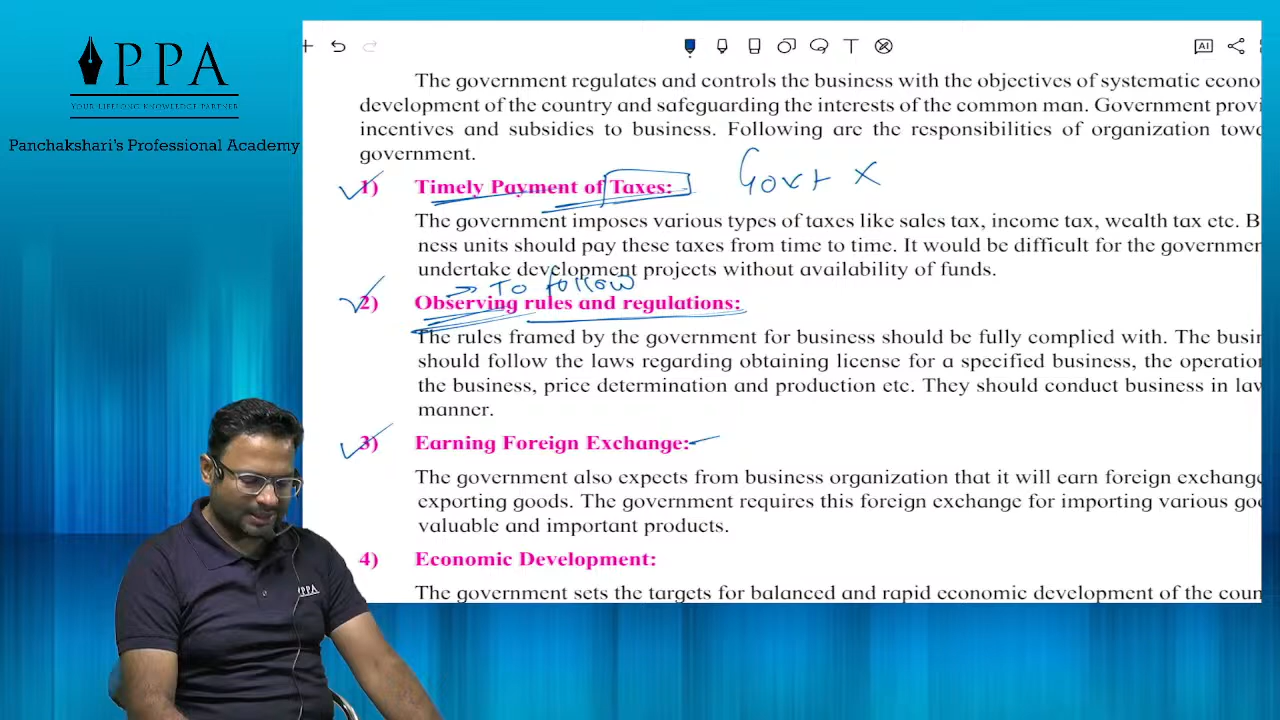 PPA
YOUR LIFELONG KNOWLEDGE PARTNER
Panchakshari's Professional Academy
T
AI
The government regulates and controls the business with the objectives of systematic econo
development of the country and safeguarding the interests of the common man. Government provi
incentives and subsidies to business. Following are the responsibilities of organization towa
government.
1) Timely Payment of Taxes: Govt X
The government imposes various types of taxes like sales tax, income tax, wealth tax etc. B
ness units should pay these taxes from time to time. It would be difficult for the governmen
undertake development projects without availability of funds.
→ To follow
2) Observing rules and regulations:
The rules framed by the government for business should be fully complied with. The busin
should follow the laws regarding obtaining license for a specified business, the operation
the business, price determination and production etc. They should conduct business in law
manner.
3) Earning Foreign Exchange:
The government also expects from business organization that it will earn foreign exchange
exporting goods. The government requires this foreign exchange for importing various goo
valuable and important products.
4) Economic Development:
The government sets the targets for balanced and rapid economic development of the coun
PPA